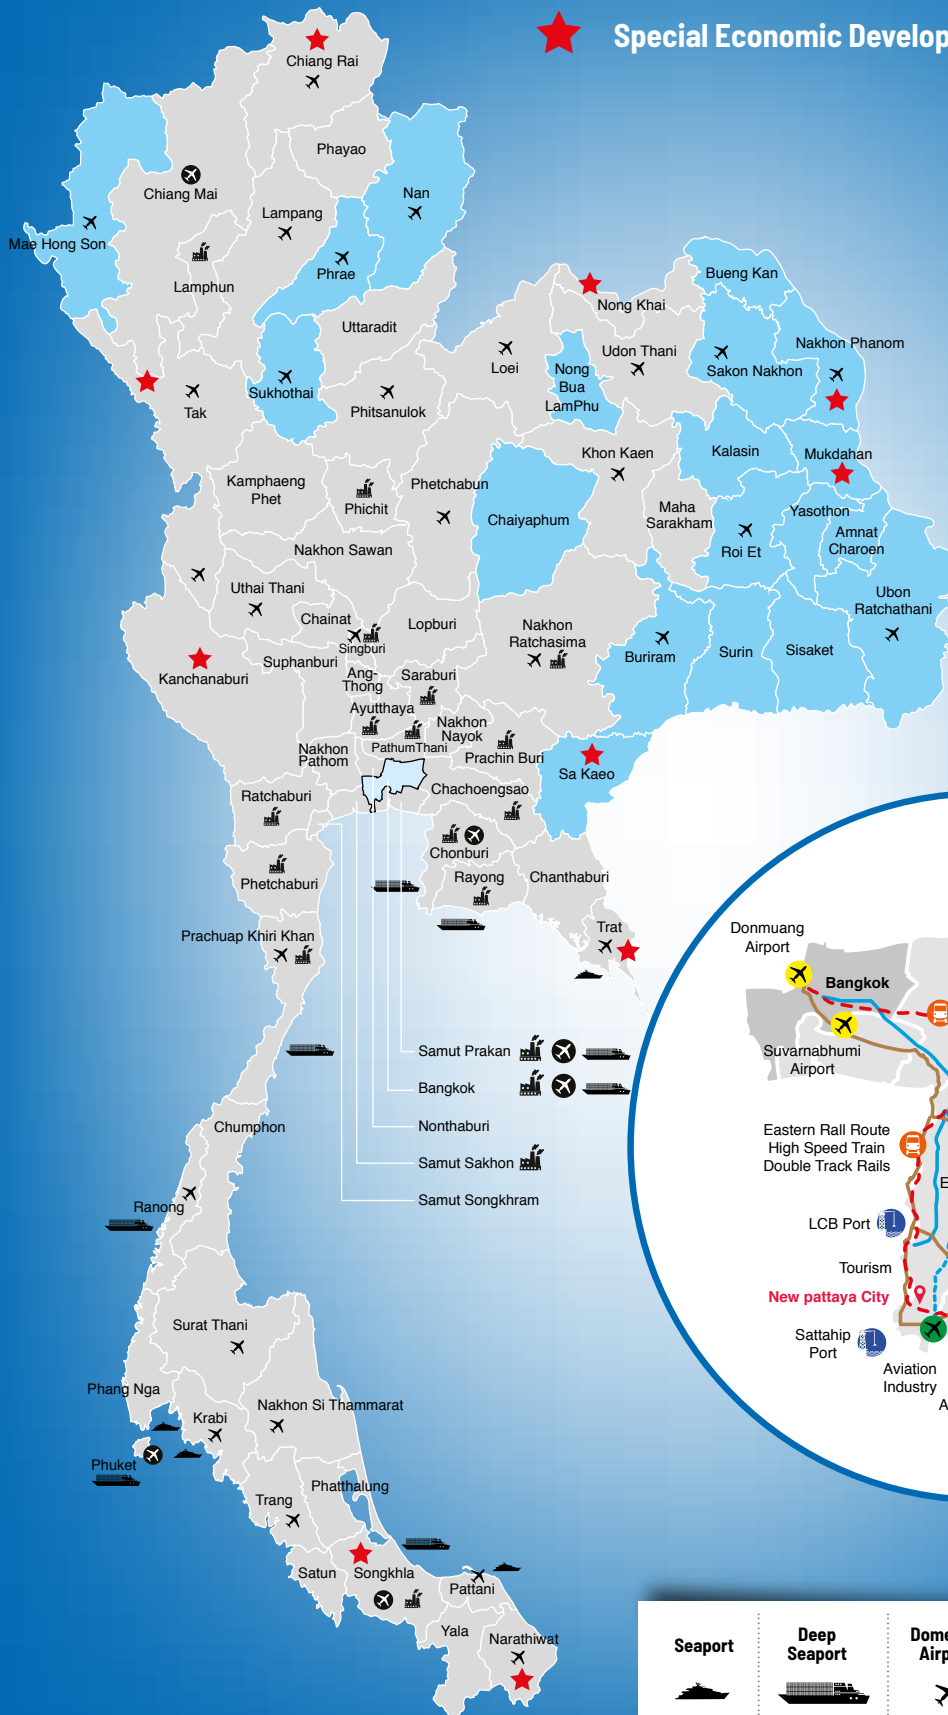 Special Economic Develop
Chiang Rai
Phayao
Chiang Mai
Nan
Lampang
Mae Hong Son
Phrae
Lamphun
Bueng Kan
Nong Khai
Uttaradit
Nakhon Phanom
Udon Thani
Loei
Nong
Bua
LamPhu
Sakon Nakhon
Sukhothai
Tak
Phitsanulok
Khon Kaen
Kalasin
Mukdahan
Kamphaeng
Phet
Phetchabun
Phichit
Maha
Sarakham
Yasothon
Chaiyaphum
Amnat
Charoen
Nakhon Sawan
Roi Et
Uthai Thani
Ubon
Ratchathani
Chainat
Lopburi
Nakhon
Ratchasima
Singburi
Suphanburi
Buriram
Surin
Sisaket
Kanchanaburi
Ang-
Thong
Saraburi
Ayutthaya
Nakhon
Nayok
PathumThani
Nakhon
Pathom
Prachin Buri
Sa Kaeo
Ratchaburi
Chachoengsao
Chonburi
Rayong
Chanthaburi
Phetchaburi
Trat
Prachuap Khiri Khan
Donmuang
Airport
Bangkok
Suvarnabhumi
Airport
Samut Prakan
Bangkok
Nonthaburi
Samut Sakhon
Samut Songkhram
Chumphon
Ranong
Eastern Rall Route
High Speed Train
Double Track Rails
E
LCB Port
Tourism
New pattaya City
Sattahip
Port
Aviation
Industry
A
Surat Thani
Phang Nga
Krabi
Nakhon Si Thammarat
Phuket
Phatthalung
Trang
Satun
Songkhla
Pattani
Yala
Narathiwat
Seaport
Deep
Seaport
Dome
Airp